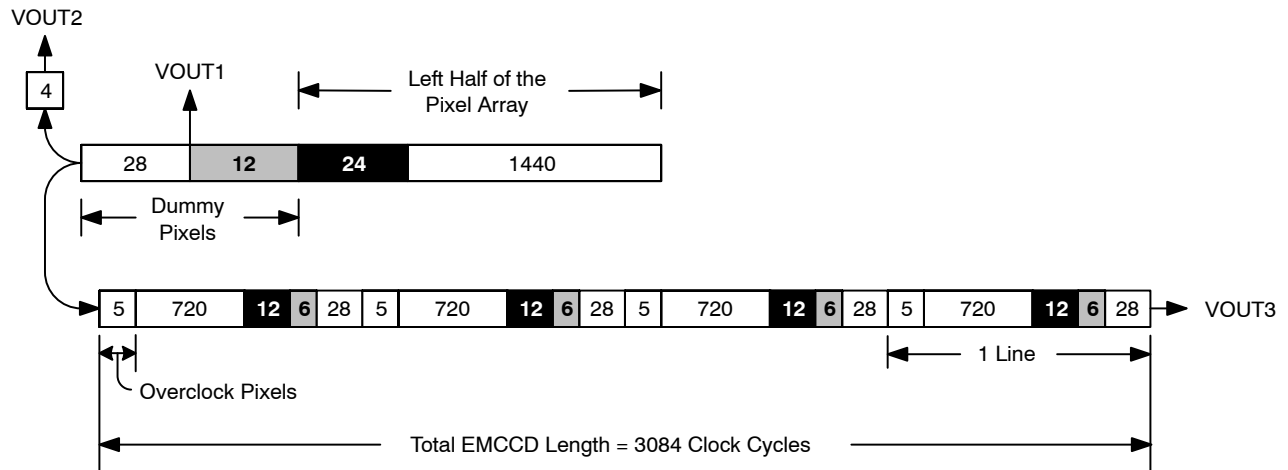 VOUT2
4
VOUT1
Left Half of the
Pixel Array
28 12 24 1440
Dummy
Pixels
5 720 12 6 28 5 720 12 6 28 5 720 12 6 28 5 720 12 6 28
VOUT3
1 Line
Overclock Pixels
Total EMCCD Length = 3084 Clock Cycles